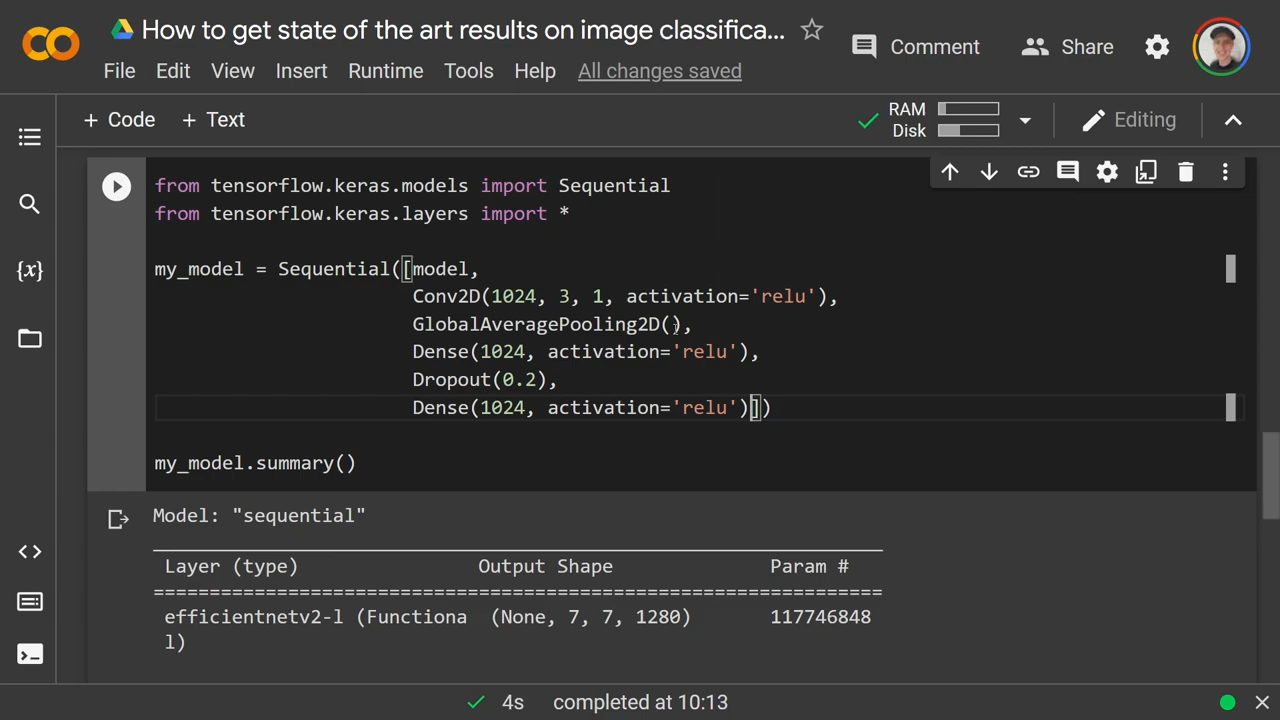 How to get state of the art results on image classifica...
Comment
Share
File Edit View Insert Runtime Tools Help All changes saved
+ Code + Text
RAM
Disk
Editing
from tensorflow.keras.models import Sequential
from tensorflow.keras.layers import *
my_model = Sequential([model,
Conv2D(1024, 3, 1, activation='relu'),
GlobalAveragePooling2D(),
Dense(1024, activation='relu'),
Dropout(0.2),
Dense(1024, activation='relu')])
my_model.summary()
Model: "sequential"
Layer (type) Output Shape Param #
=================================================================
efficientnetv2-l (Functiona (None, 7, 7, 1280) 117746848
l)
4s completed at 10:13